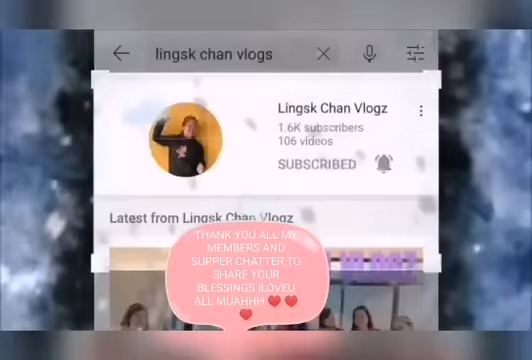 lingsk chan vlogs
Lingsk Chan Vlogz
1.6K subscribers
106 videos
SUBSCRIBED
Latest from Lingsk Chan Vlogz
THANK YOU ALL MY
MEMBERS AND
SUPPER CHATTER TO
SHARE YOUR
BLESSINGS ILOVEU
ALL MUAHHH ❤️❤️
❤️